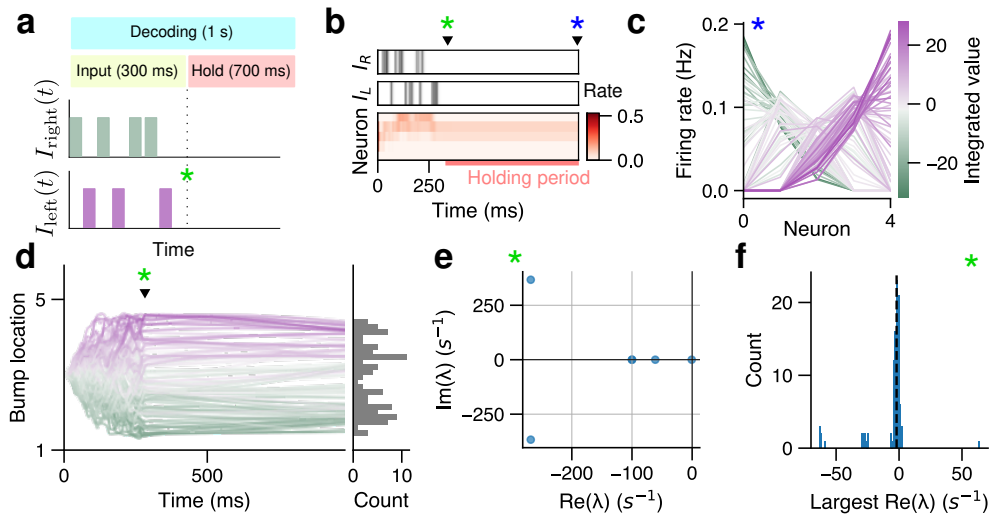 a
Decoding (1 s)
Input (300 ms)
Hold (700 ms)
I_right(t)
*
I_left(t)
Time
b
* *
I_R
I_L
Neuron
Rate
0.5
0.0
0 250
Holding period
Time (ms)
c
*
0.2
0.1
0.0
Firing rate (Hz)
0 4
Neuron
20
0
−20
Integrated value
d
*
5
1
Bump location
0 500
Time (ms)
0 10
Count
e
*
250
0
−250
Im(λ) (s⁻¹)
−200 −100 0
Re(λ) (s⁻¹)
f
*
20
10
0
Count
−50 0 50
Largest Re(λ) (s⁻¹)